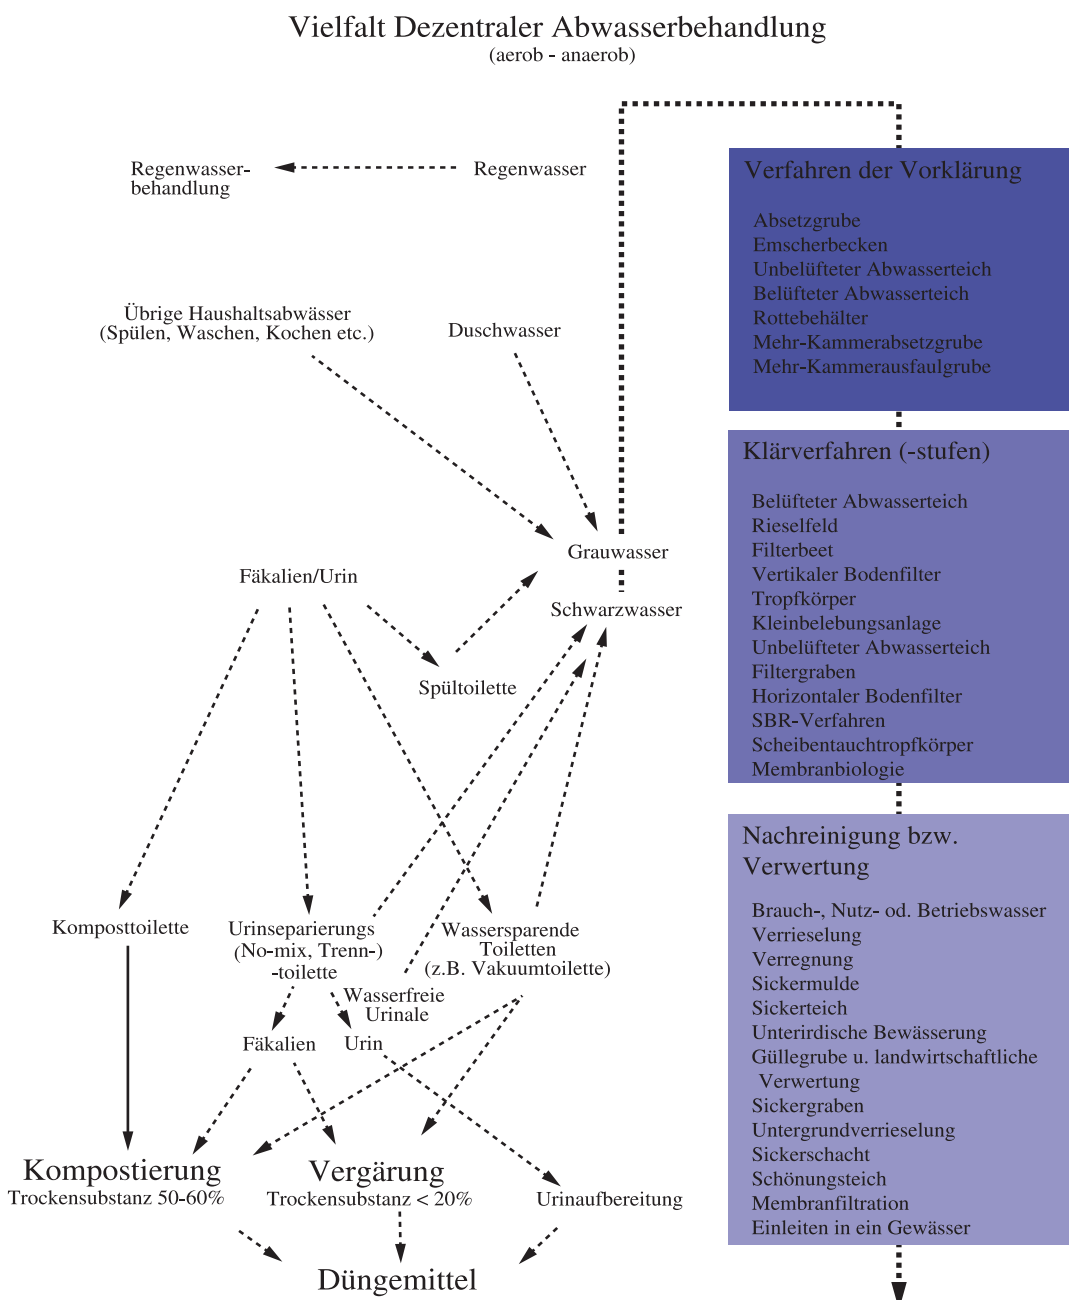 Vielfalt Dezentraler Abwasserbehandlung
(aerob - anaerob)
Regenwasser-
behandlung
Regenwasser
Übrige Haushaltsabwässer
(Spülen, Waschen, Kochen etc.)
Duschwasser
Grauwasser
Fäkalien/Urin
Schwarzwasser
Spültoilette
Komposttoilette
Urinseparierungs
(No-mix, Trenn-)
-toilette
Wassersparende
Toiletten
(z.B. Vakuumtoilette)
Wasserfreie
Urinale
Fäkalien
Urin
Kompostierung
Trockensubstanz 50-60%
Vergärung
Trockensubstanz < 20%
Urinaufbereitung
Düngemittel
Verfahren der Vorklärung
Absetzgrube
Emscherbecken
Unbelüfteter Abwasserteich
Belüfteter Abwasserteich
Rottebehälter
Mehr-Kammerabsetzgrube
Mehr-Kammerausfaulgrube
Klärverfahren (-stufen)
Belüfteter Abwasserteich
Rieselfeld
Filterbeet
Vertikaler Bodenfilter
Tropfkörper
Kleinbelebungsanlage
Unbelüfteter Abwasserteich
Filtergraben
Horizontaler Bodenfilter
SBR-Verfahren
Scheibentauchtropfkörper
Membranbiologie
Nachreinigung bzw.
Verwertung
Brauch-, Nutz- od. Betriebswasser
Verrieselung
Verregnung
Sickermulde
Sickerteich
Unterirdische Bewässerung
Güllegrube u. landwirtschaftliche
Verwertung
Sickergraben
Untergrundverrieselung
Sickerschacht
Schönungsteich
Membranfiltration
Einleiten in ein Gewässer